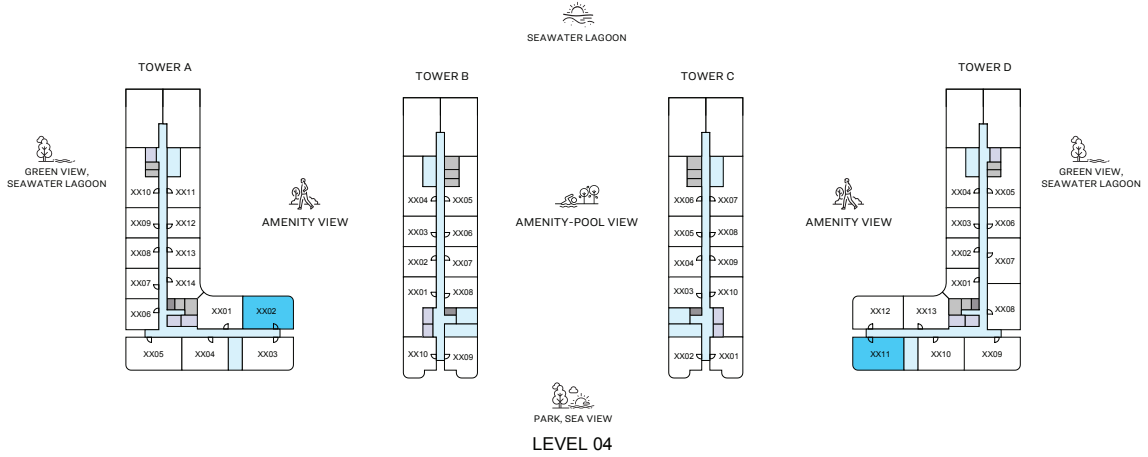 SEAWATER LAGOON
TOWER A
TOWER B
TOWER C
TOWER D
GREEN VIEW,
SEAWATER LAGOON
AMENITY VIEW
AMENITY-POOL VIEW
AMENITY VIEW
GREEN VIEW,
SEAWATER LAGOON
XX10 XX11
XX09 XX12
XX08 XX13
XX07 XX14
XX06 XX01 XX02
XX05 XX04 XX03
XX04 XX05
XX03 XX06
XX02 XX07
XX01 XX08
XX10 XX09
XX06 XX07
XX05 XX08
XX04 XX09
XX03 XX10
XX02 XX01
XX04 XX05
XX03 XX06
XX02 XX07
XX01
XX12 XX13 XX08
XX11 XX10 XX09
PARK, SEA VIEW
LEVEL 04